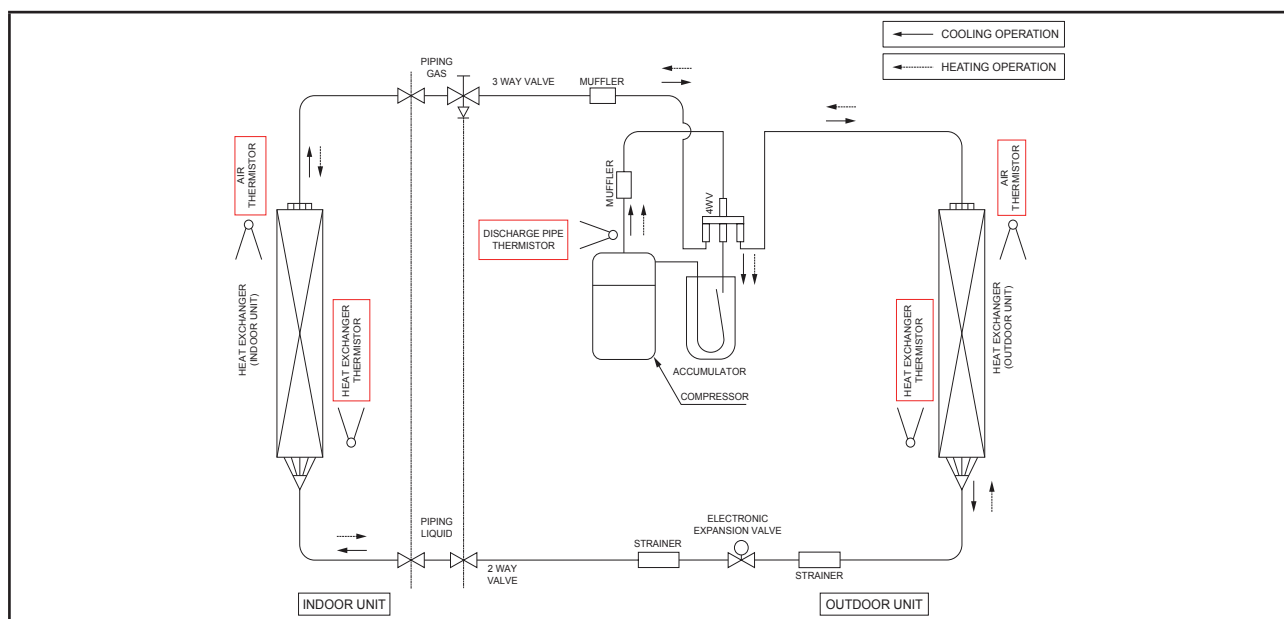 COOLING OPERATION
HEATING OPERATION
PIPING
GAS
3 WAY VALVE
MUFFLER
AIR
THERMISTOR
MUFFLER
4WV
AIR
THERMISTOR
DISCHARGE PIPE
THERMISTOR
HEAT EXCHANGER
(INDOOR UNIT)
HEAT EXCHANGER
THERMISTOR
HEAT EXCHANGER
THERMISTOR
HEAT EXCHANGER
(OUTDOOR UNIT)
ACCUMULATOR
COMPRESSOR
PIPING
LIQUID
2 WAY
VALVE
STRAINER
ELECTRONIC
EXPANSION VALVE
STRAINER
INDOOR UNIT
OUTDOOR UNIT